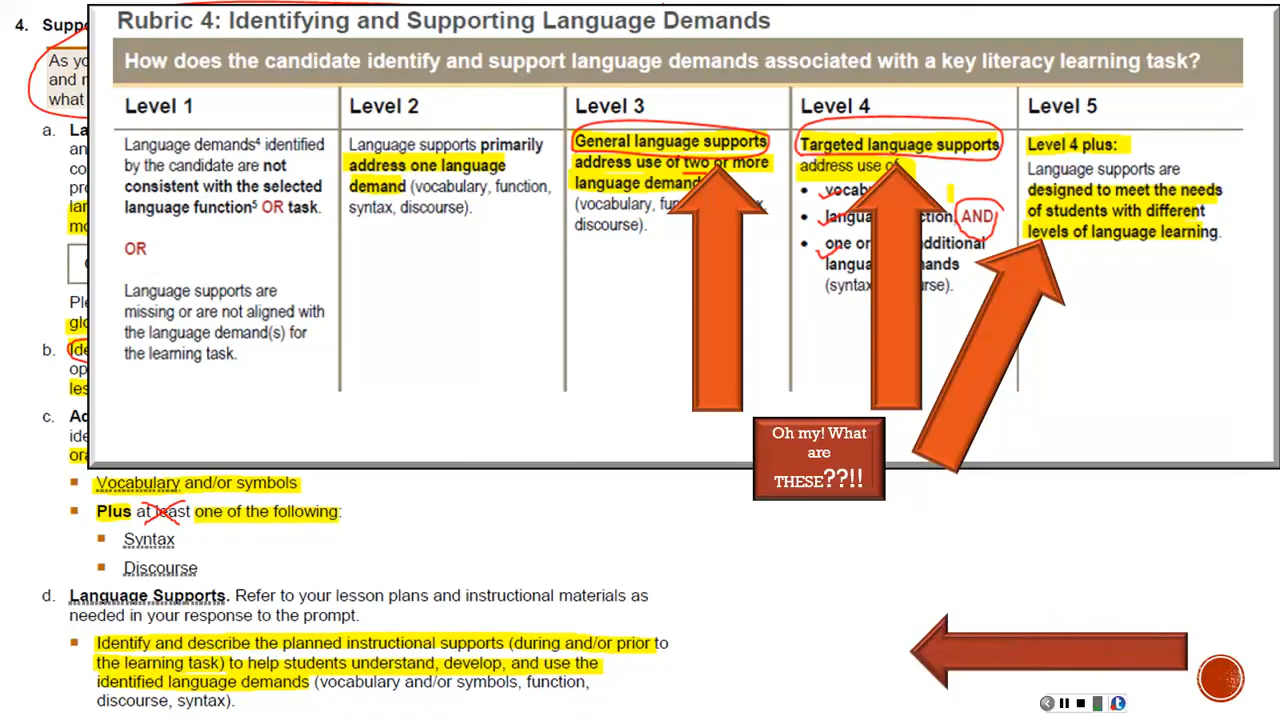 4. Suppo
Rubric 4: Identifying and Supporting Language Demands
How does the candidate identify and support language demands associated with a key literacy learning task?
As yo
and
what
Level 1
Language demands4 identified
by the candidate are not
consistent with the selected
language function5 OR task.
OR
Language supports are
missing or are not aligned with
the language demand(s) for
the learning task.
Level 2
Language supports primarily
address one language
demand (vocabulary, function,
syntax, discourse).
Level 3
General language supports
address use of two or more
language demand
(vocabulary,
discourse).
Level 4
Targeted language supports
address use of
vocab
AND
one or additional
(syntax
Level 5
Level 4 plus:
Language supports are
designed to meet the needs
of students with different
levels of language learning.
a. La
an
co
pro
lan
mo
Ple
glo
b. Ide
op
les
c. Ad
ide
ora
Oh my! What
are
THESE??!!
Vocabulary and/or symbols
Plus at least one of the following:
Syntax
Discourse
d. Language Supports. Refer to your lesson plans and instructional materials as
needed in your response to the prompt.
Identify and describe the planned instructional supports (during and/or prior to
the learning task) to help students understand, develop, and use the
identified language demands (vocabulary and/or symbols, function,
discourse, syntax).